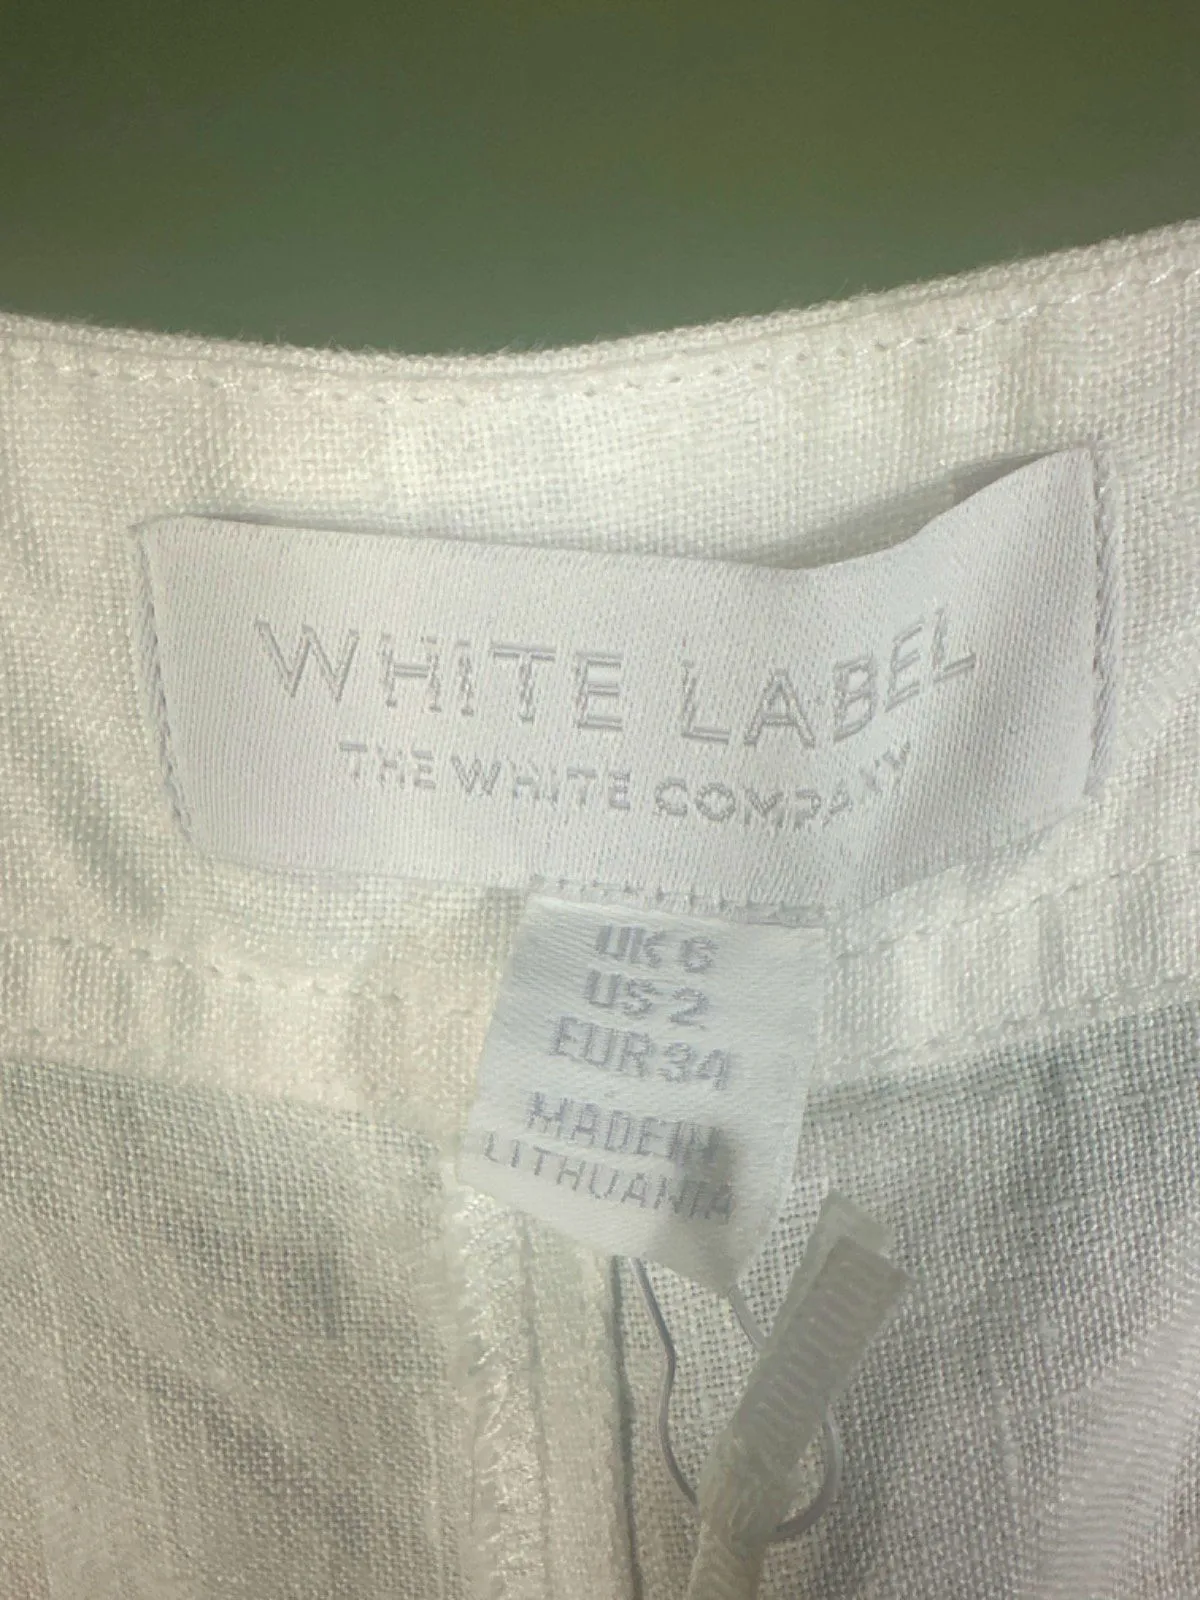 WHITE LABEL
THE WHITE COMPANY
UK 6
US 2
EUR 34
MADE IN
LITHUANIA